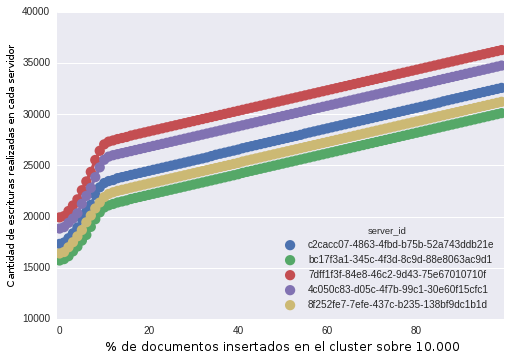 40000
35000
30000
25000
20000
15000
10000
Cantidad de escrituras realizadas en cada servidor
server_id
c2cacc07-4863-4fbd-b75b-52a743ddb21e
bc17f3a1-345c-4f3d-8c9d-88e8063ac9d1
7dff1f3f-84e8-46c2-9d43-75e67010710f
4c050c83-d05c-4f7b-99c1-30e60f15cfc1
8f252fe7-7efe-437c-b235-138bf9dc1b1d
0 20 40 60 80
% de documentos insertados en el cluster sobre 10.000